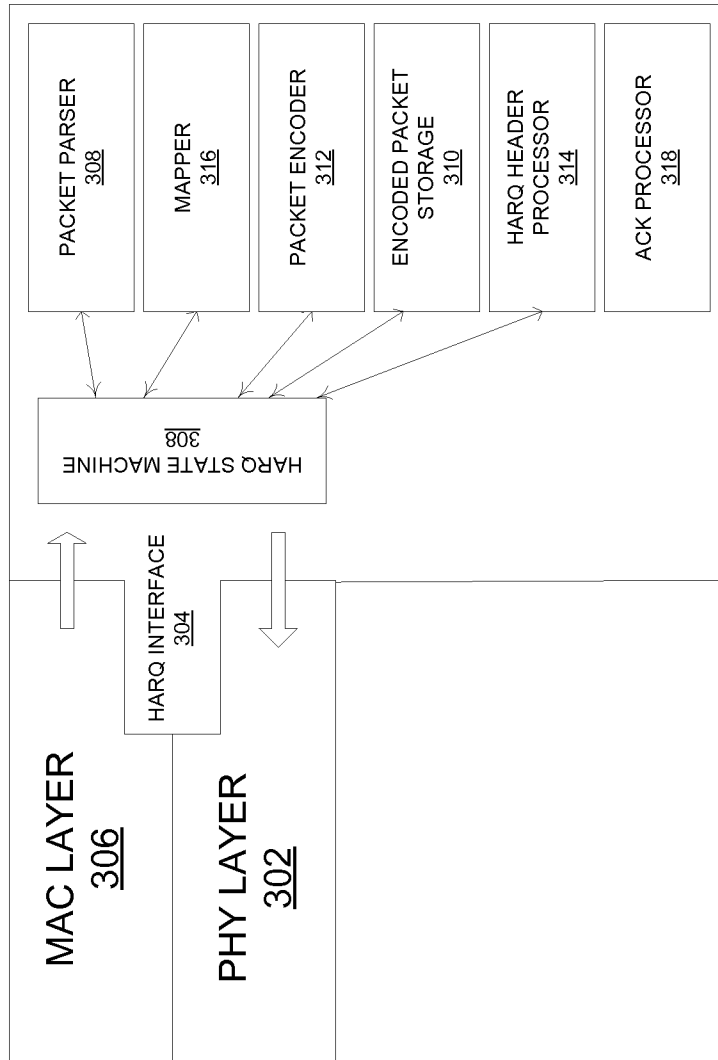 PACKET PARSER
308
MAPPER
316
PACKET ENCODER
312
ENCODED PACKET
STORAGE
310
HARQ HEADER
PROCESSOR
314
ACK PROCESSOR
318
HARQ STATE MACHINE
308
HARQ INTERFACE
304
MAC LAYER
306
PHY LAYER
302